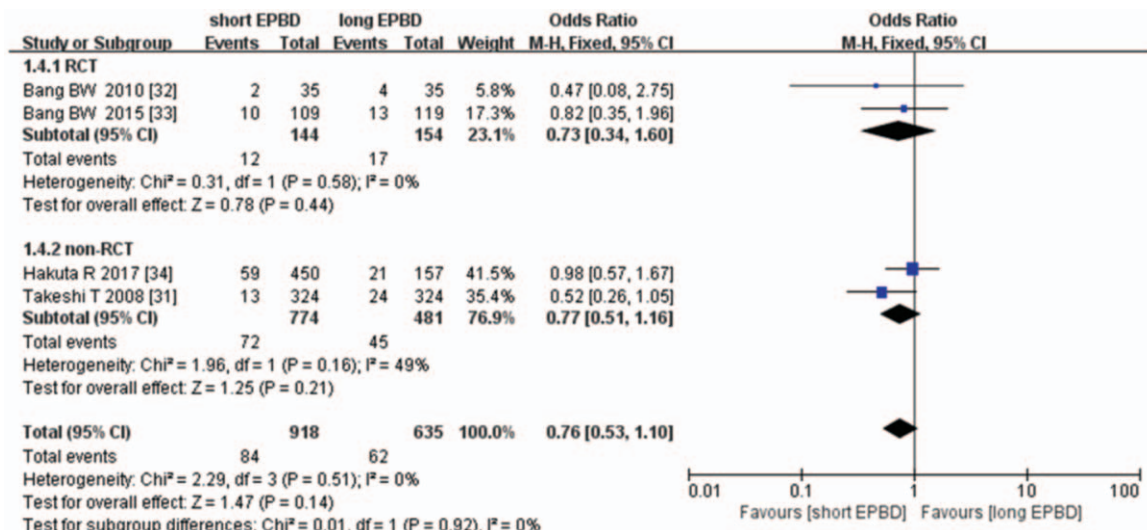 short EPBD long EPBD Odds Ratio Odds Ratio
Study or Subgroup Events Total Events Total Weight M-H, Fixed, 95% CI M-H, Fixed, 95% CI
1.4.1 RCT
Bang BW 2010 [32] 2 35 4 35 5.8% 0.47 [0.08, 2.75]
Bang BW 2015 [33] 10 109 13 119 17.3% 0.82 [0.35, 1.96]
Subtotal (95% CI) 144 154 23.1% 0.73 [0.34, 1.60]
Total events 12 17
Heterogeneity: Chi² = 0.31, df = 1 (P = 0.58); I² = 0%
Test for overall effect: Z = 0.78 (P = 0.44)
1.4.2 non-RCT
Hakuta R 2017 [34] 59 450 21 157 41.5% 0.98 [0.57, 1.67]
Takeshi T 2008 [31] 13 324 24 324 35.4% 0.52 [0.26, 1.05]
Subtotal (95% CI) 774 481 76.9% 0.77 [0.51, 1.16]
Total events 72 45
Heterogeneity: Chi² = 1.96, df = 1 (P = 0.16); I² = 49%
Test for overall effect: Z = 1.25 (P = 0.21)
Total (95% CI) 918 635 100.0% 0.76 [0.53, 1.10]
Total events 84 62
Heterogeneity: Chi² = 2.29, df = 3 (P = 0.51); I² = 0%
Test for overall effect: Z = 1.47 (P = 0.14)
Test for subgroup differences: Chi² = 0.01, df = 1 (P = 0.92), I² = 0%
0.01 0.1 1 10 100
Favours [short EPBD] Favours [long EPBD]